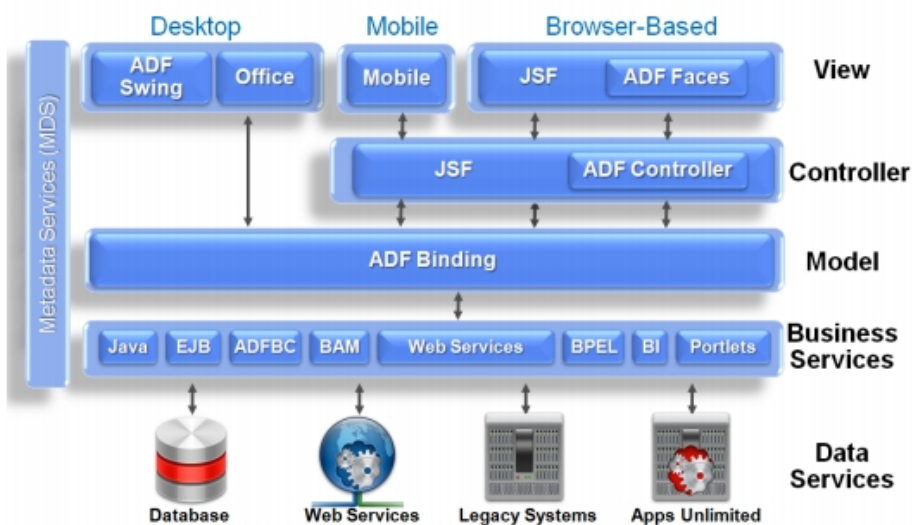 Desktop
Mobile
Browser-Based
Metadata Services (MDS)
ADF
Swing
Office
Mobile
JSF
ADF Faces
View
JSF
ADF Controller
Controller
ADF Binding
Model
Java
EJB
ADFBC
BAM
Web Services
BPEL
BI
Portlets
Business
Services
Database
Web Services
Legacy Systems
Apps Unlimited
Data
Services